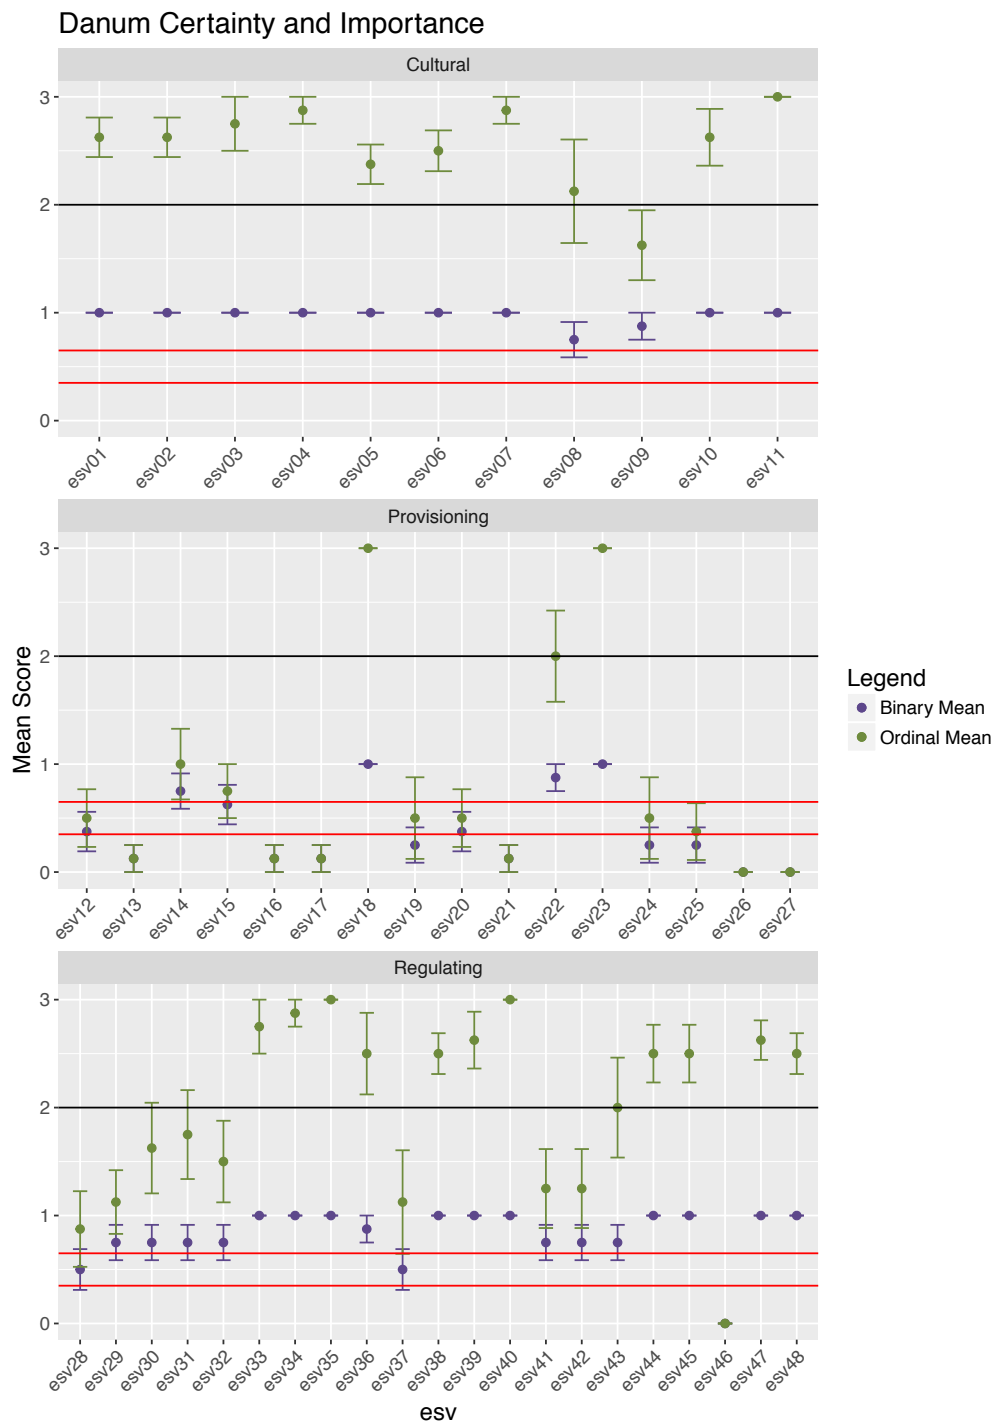 Danum Certainty and Importance
Cultural
3
2
1
0
esv01 esv02 esv03 esv04 esv05 esv06 esv07 esv08 esv09 esv10 esv11
Provisioning
3
2
1
0
esv12 esv13 esv14 esv15 esv16 esv17 esv18 esv19 esv20 esv21 esv22 esv23 esv24 esv25 esv26 esv27
Mean Score
Legend
Binary Mean
Ordinal Mean
Regulating
3
2
1
0
esv28 esv29 esv30 esv31 esv32 esv33 esv34 esv35 esv36 esv37 esv38 esv39 esv40 esv41 esv42 esv43 esv44 esv45 esv46 esv47 esv48
esv